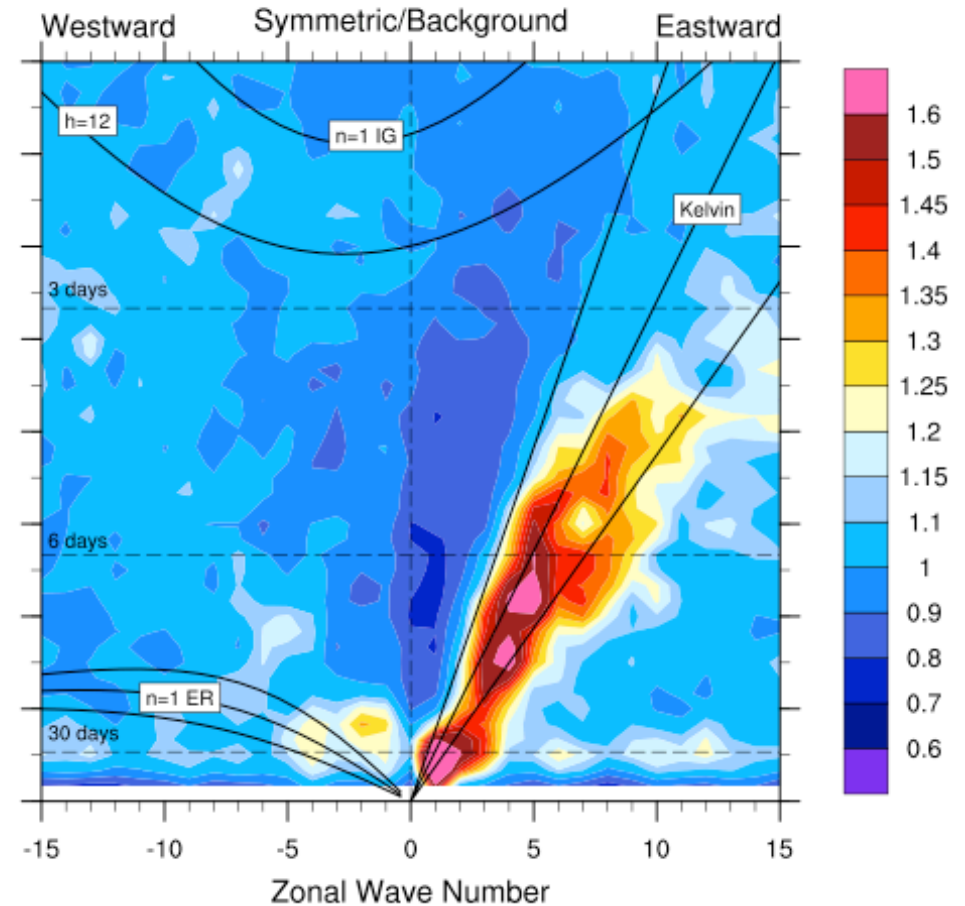 Westward
Symmetric/Background
Eastward
h=12
n=1 IG
Kelvin
3 days
6 days
n=1 ER
30 days
-15
-10
-5
0
5
10
15
Zonal Wave Number
1.6
1.5
1.45
1.4
1.35
1.3
1.25
1.2
1.15
1.1
1
0.9
0.8
0.7
0.6